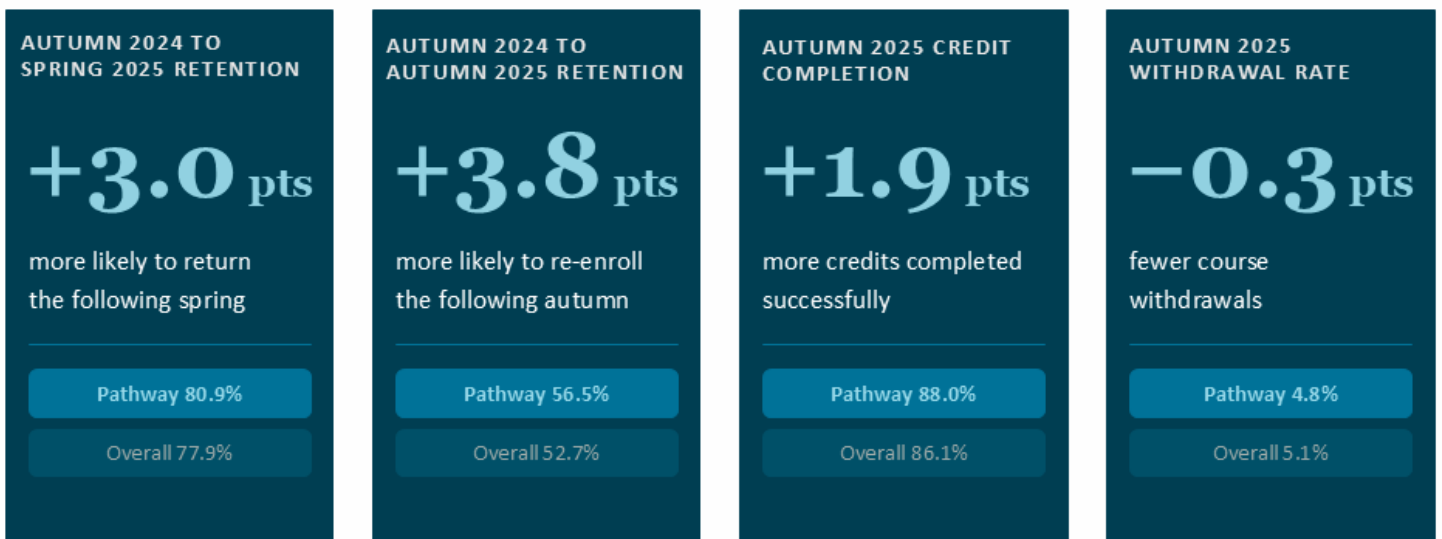 AUTUMN 2024 TO
SPRING 2025 RETENTION
+3.0 pts
more likely to return
the following spring
Pathway 80.9%
Overall 77.9%
AUTUMN 2024 TO
AUTUMN 2025 RETENTION
+3.8 pts
more likely to re-enroll
the following autumn
Pathway 56.5%
Overall 52.7%
AUTUMN 2025 CREDIT
COMPLETION
+1.9 pts
more credits completed
successfully
Pathway 88.0%
Overall 86.1%
AUTUMN 2025
WITHDRAWAL RATE
−0.3 pts
fewer course
withdrawals
Pathway 4.8%
Overall 5.1%